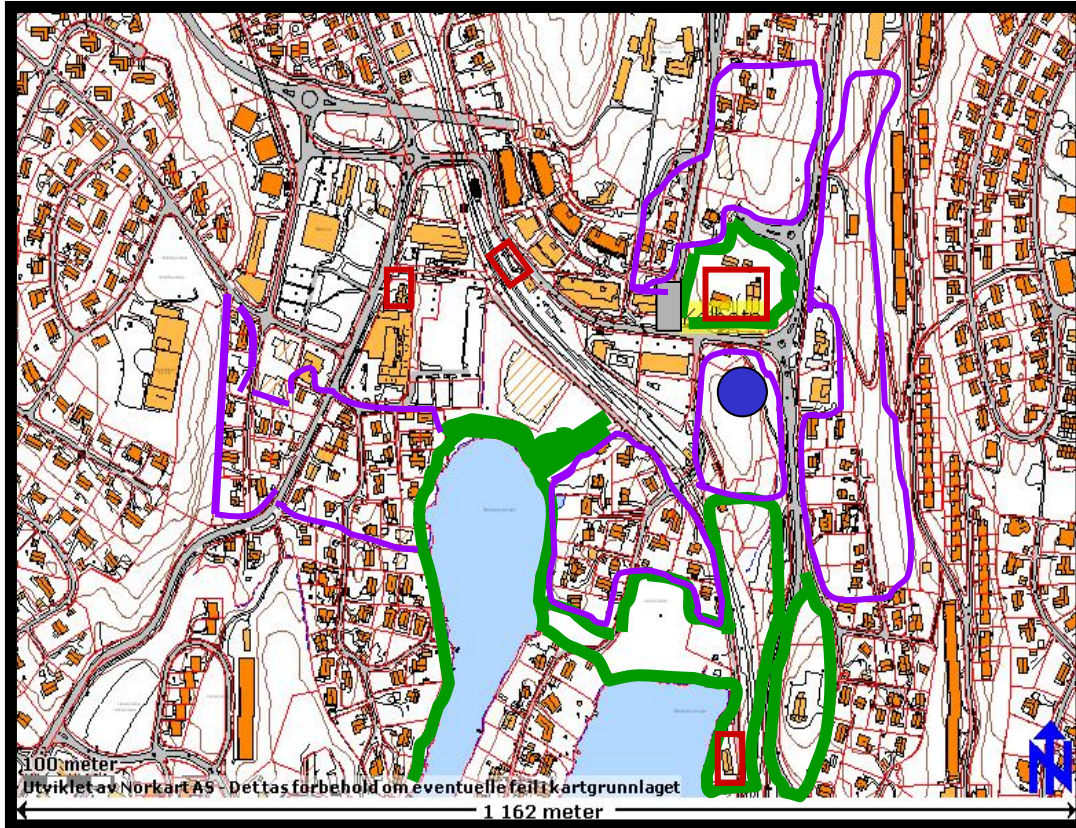 100 meter
Utviklet av Norkart AS - Det tas forbehold om eventuelle feil i kartgrunnlaget
1 162 meter
N